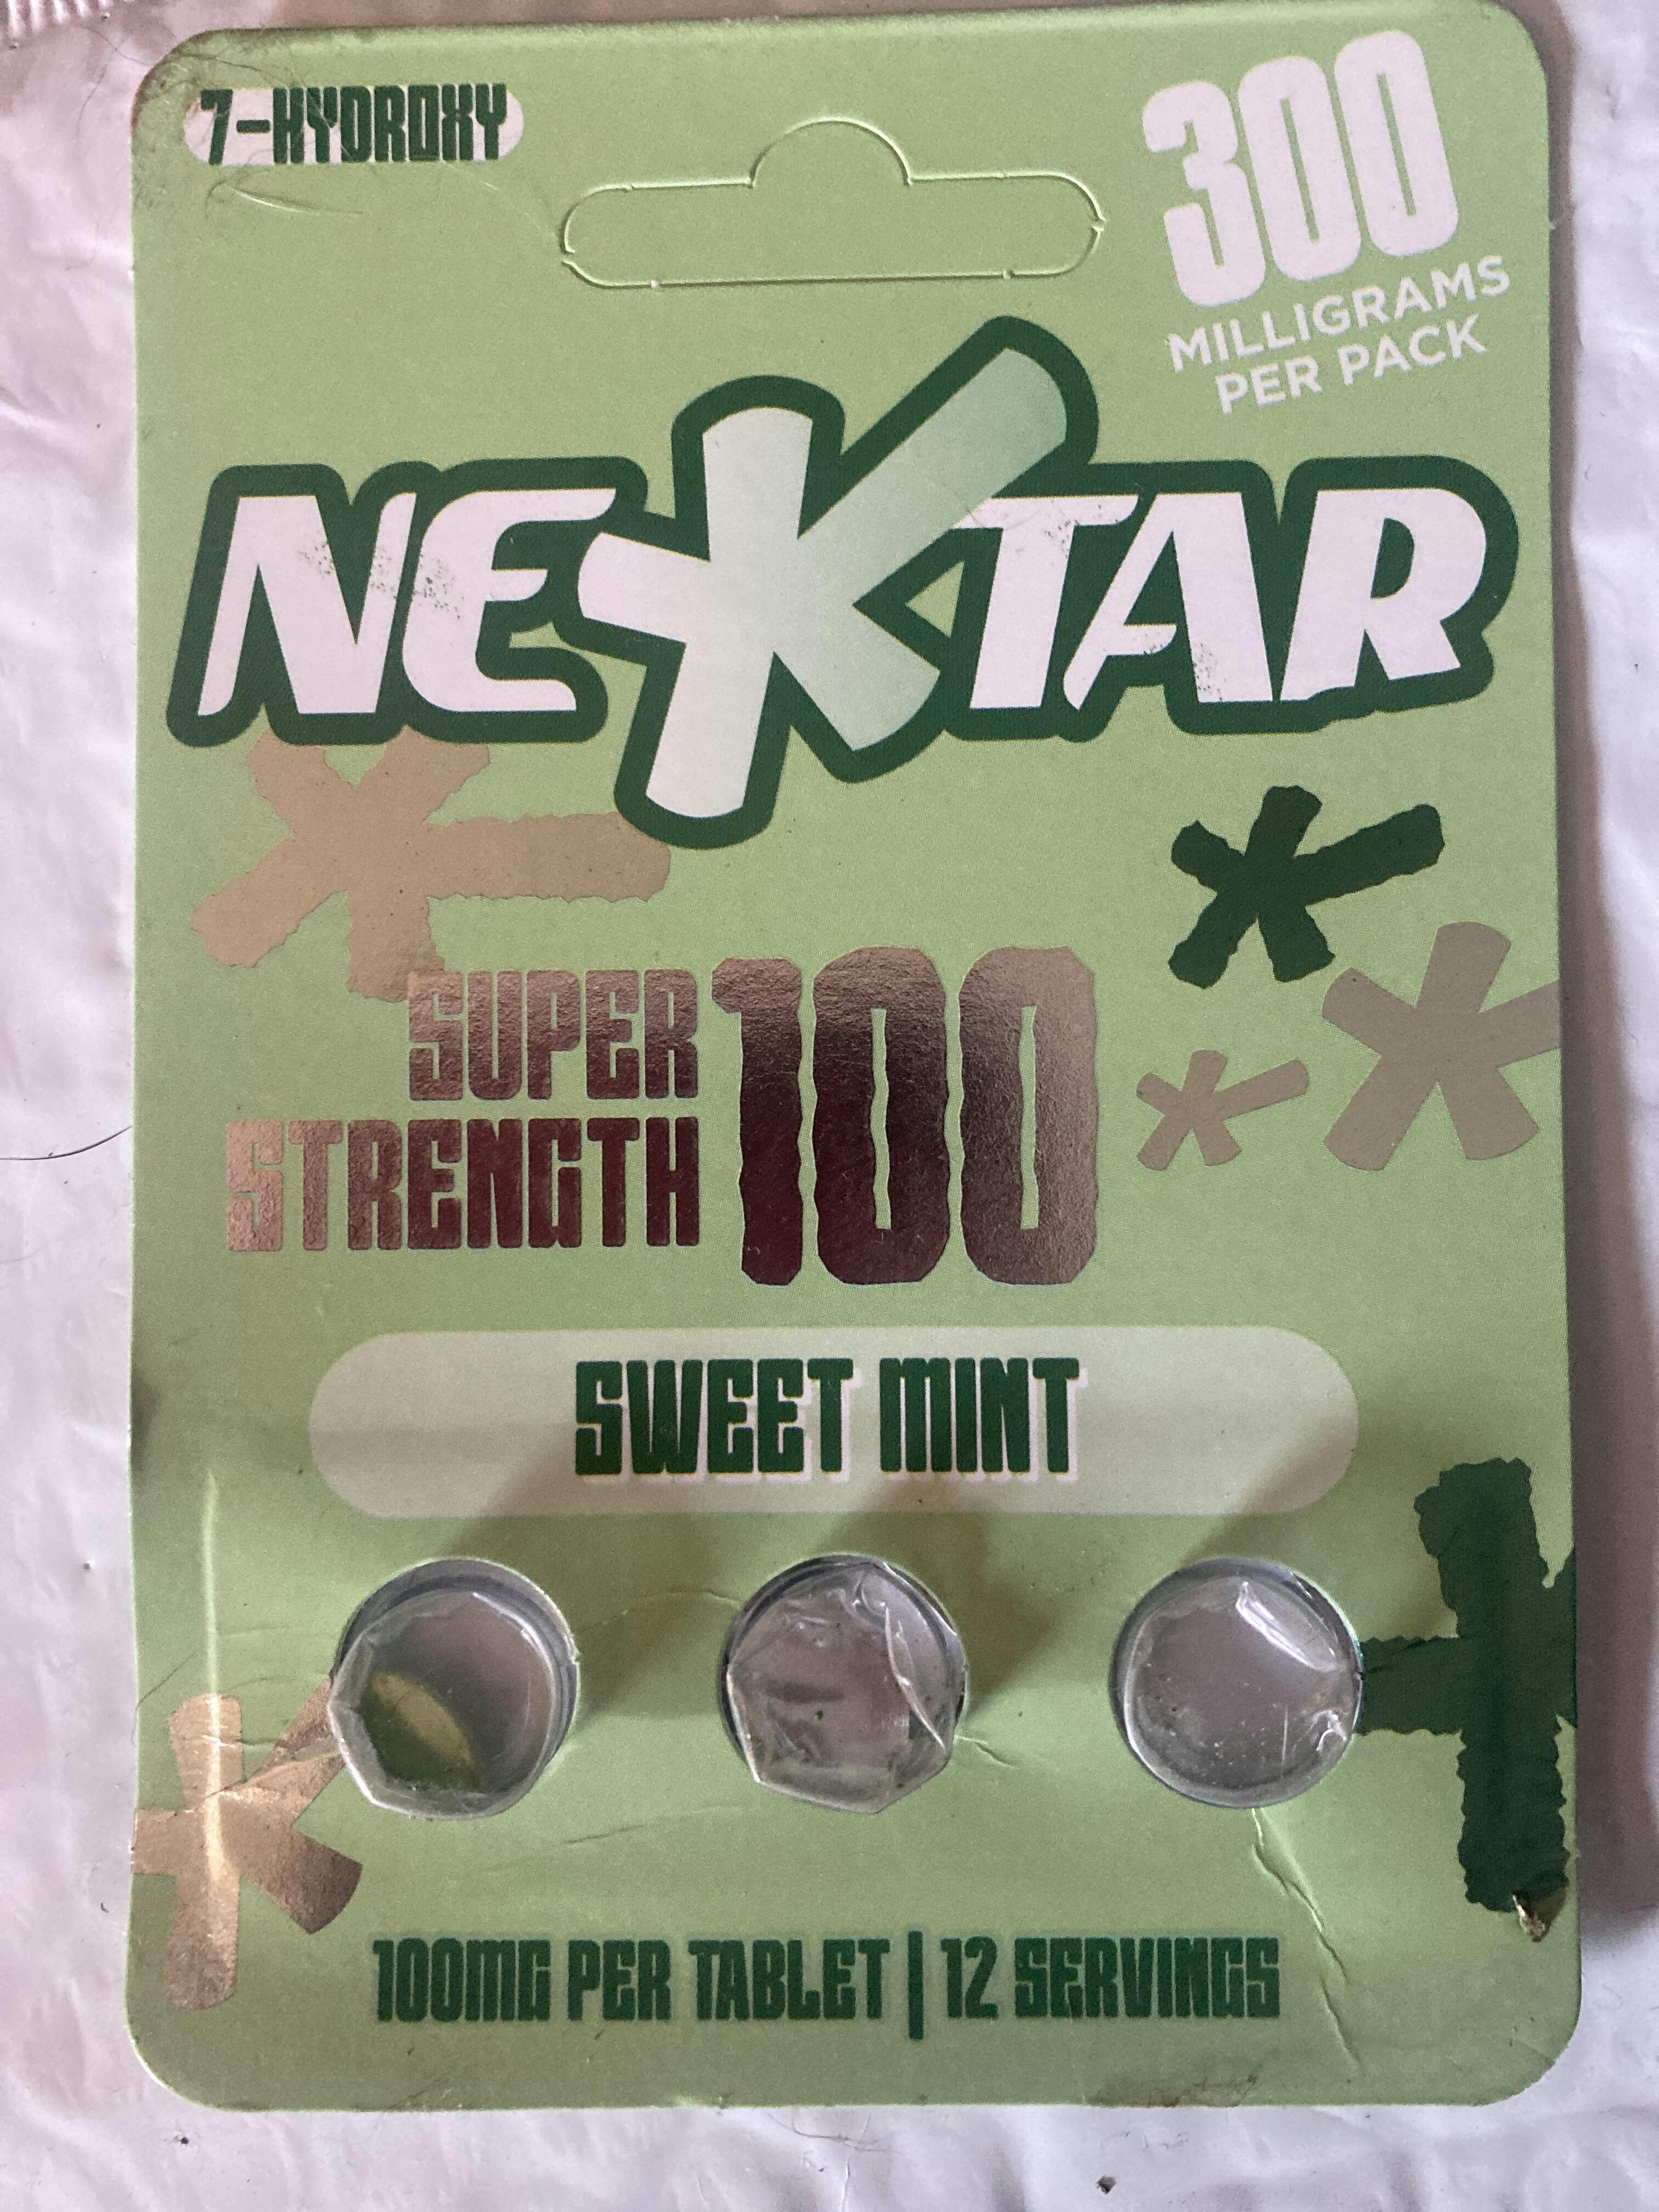 7-HYDROXY
300
MILLIGRAMS
PER PACK
NEKTAR
SUPER
STRENGTH
100
SWEET MINT
100MG PER TABLET | 12 SERVINGS